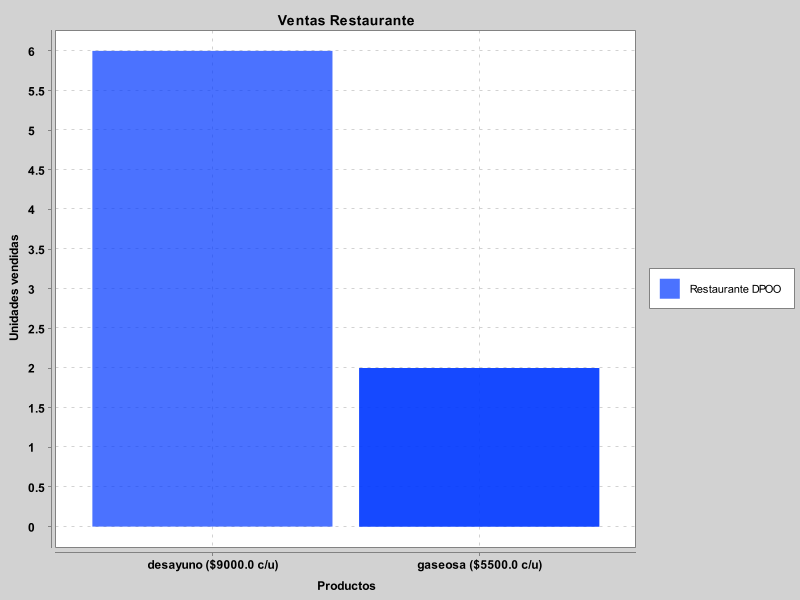 Ventas Restaurante
Unidades vendidas
6
5.5
5
4.5
4
3.5
3
2.5
2
1.5
1
0.5
0
desayuno ($9000.0 c/u)
gaseosa ($5500.0 c/u)
Productos
Restaurante DPOO